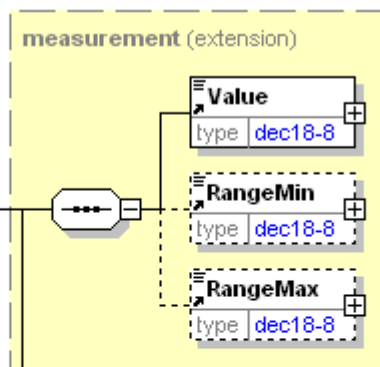 measurement (extension)
Value
type dec18-8
RangeMin
type dec18-8
RangeMax
type dec18-8